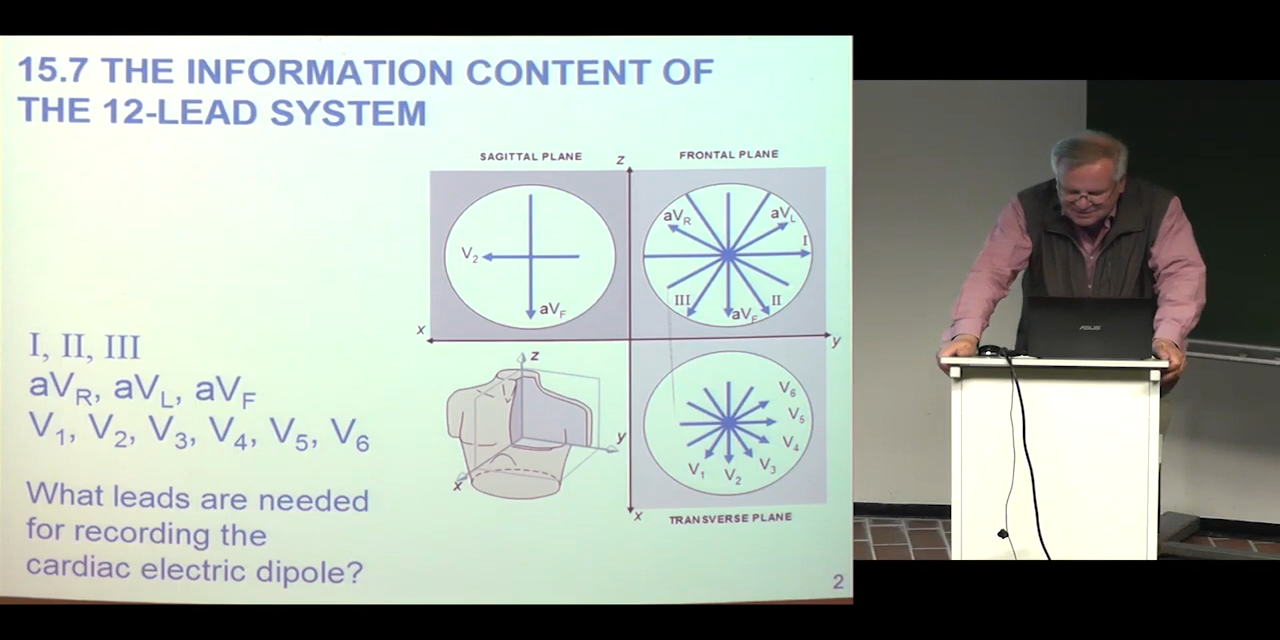 15.7 THE INFORMATION CONTENT OF
THE 12-LEAD SYSTEM
SAGITTAL PLANE
z
FRONTAL PLANE
V2
aVF
aVR
aVL
I
III
aVF
II
x
y
I, II, III
aVR, aVL, aVF
V1, V2, V3, V4, V5, V6
z
y
x
V6
V5
V4
V3
V2
V1
x
TRANSVERSE PLANE
What leads are needed
for recording the
cardiac electric dipole?
2
ASUS